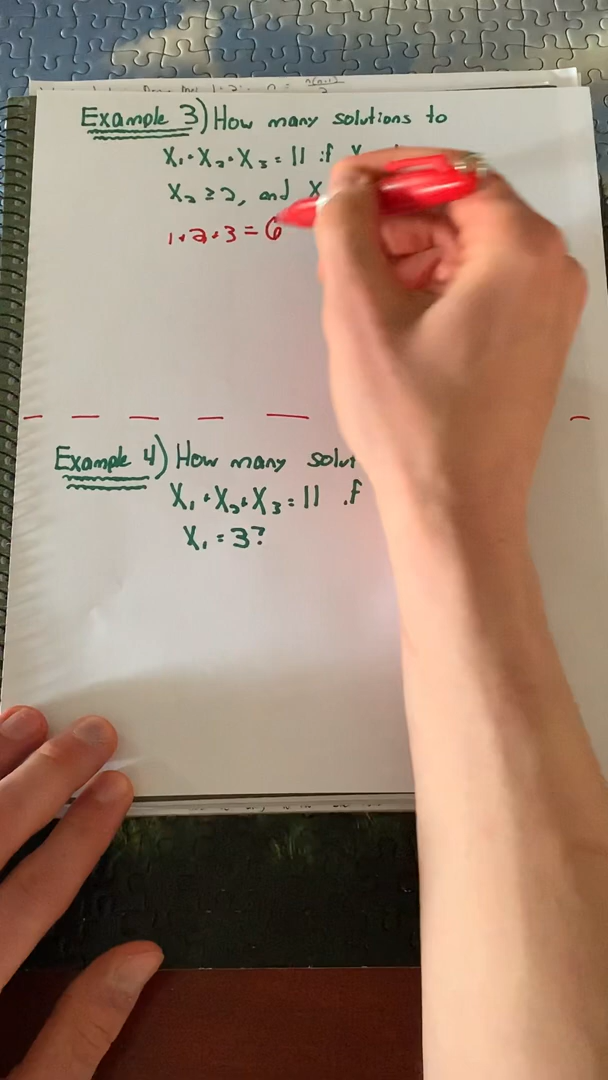 Example 3) How many solutions to
X₁+X₂+X₃=11 if X
X₂ ≥2, and X
1+2+3=6
Example 4) How many solut
X₁+X₂+X₃=11 if
X₁=3?